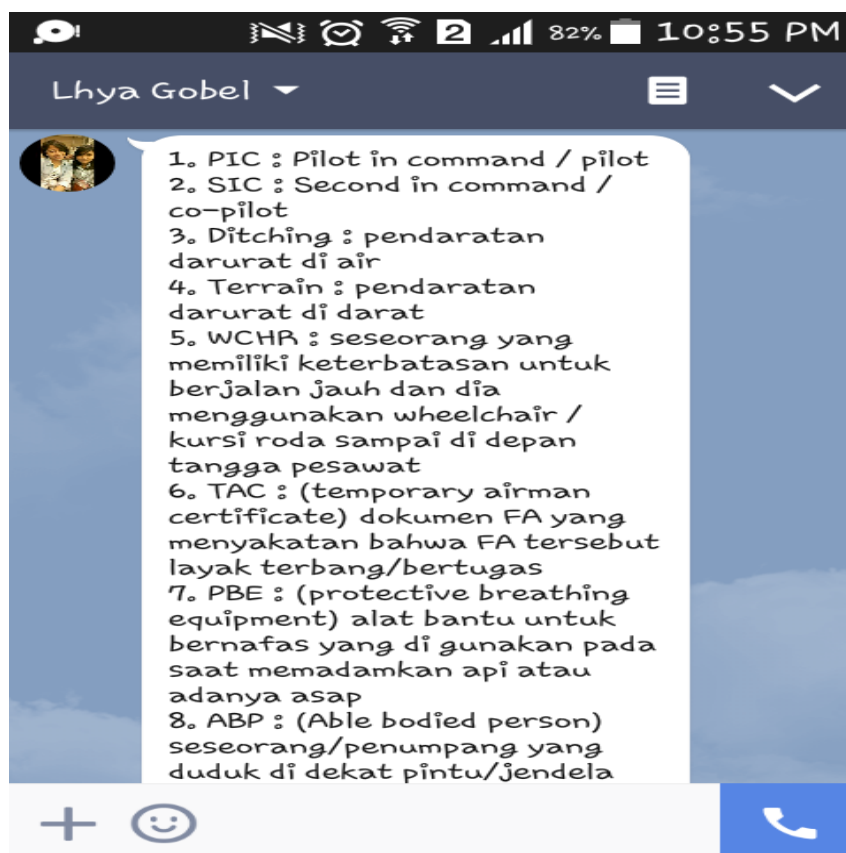 2 82% 10:55 PM
Lhya Gobel
1. PIC : Pilot in command / pilot
2. SIC : Second in command /
co-pilot
3. Ditching : pendaratan
darurat di air
4. Terrain : pendaratan
darurat di darat
5. WCHR : seseorang yang
memiliki keterbatasan untuk
berjalan jauh dan dia
menggunakan wheelchair /
kursi roda sampai di depan
tangga pesawat
6. TAC : (temporary airman
certificate) dokumen FA yang
menyakatan bahwa FA tersebut
layak terbang/bertugas
7. PBE : (protective breathing
equipment) alat bantu untuk
bernafas yang di gunakan pada
saat memadamkan api atau
adanya asap
8. ABP : (Able bodied person)
seseorang/penumpang yang
duduk di dekat pintu/jendela